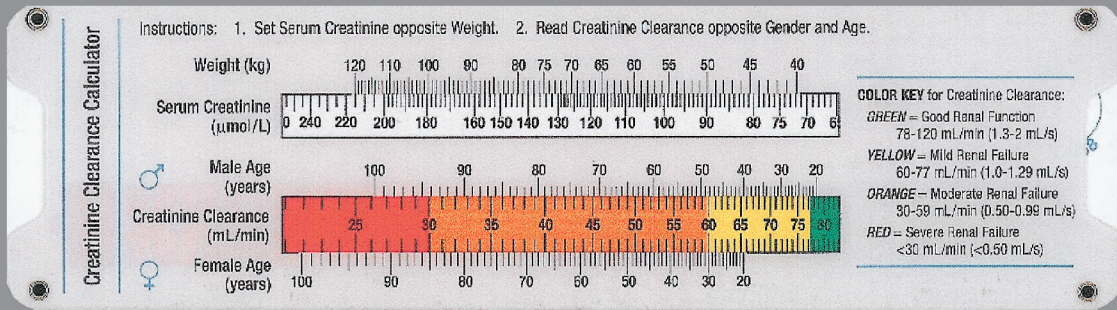 Creatinine Clearance Calculator
Instructions: 1. Set Serum Creatinine opposite Weight. 2. Read Creatinine Clearance opposite Gender and Age.
Weight (kg) 120 110 100 90 80 75 70 65 60 55 50 45 40
Serum Creatinine
(μmol/L) 0 240 220 200 180 160 150 140 130 120 110 100 90 80 75 70 6
♂ Male Age
(years) 100 90 80 70 60 50 40 30 20
Creatinine Clearance
(mL/min) 25 30 35 40 45 50 55 60 65 70 75 80
♀ Female Age
(years) 100 90 80 70 60 50 40 30 20
COLOR KEY for Creatinine Clearance:
GREEN = Good Renal Function
78-120 mL/min (1.3-2 mL/s)
YELLOW = Mild Renal Failure
60-77 mL/min (1.0-1.29 mL/s)
ORANGE = Moderate Renal Failure
30-59 mL/min (0.50-0.99 mL/s)
RED = Severe Renal Failure
<30 mL/min (<0.50 mL/s)